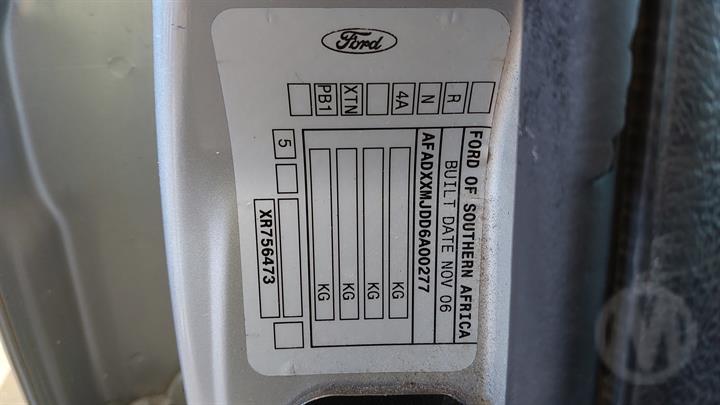 Ford
FORD OF SOUTHERN AFRICA
BUILT DATE NOV 06
AFADXXMJDD6A00277
KG
KG
KG
KG
R
N
4A
XTN
PB1
5
XR756473
M